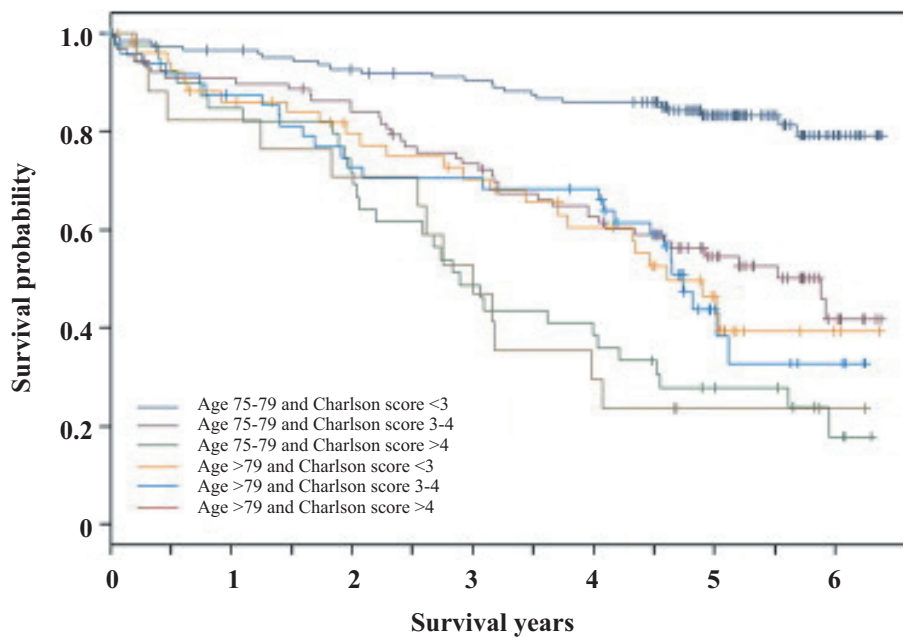 1.0
0.8
0.6
0.4
0.2
0
Survival probability
Age 75-79 and Charlson score <3
Age 75-79 and Charlson score 3-4
Age 75-79 and Charlson score >4
Age >79 and Charlson score <3
Age >79 and Charlson score 3-4
Age >79 and Charlson score >4
0 1 2 3 4 5 6
Survival years